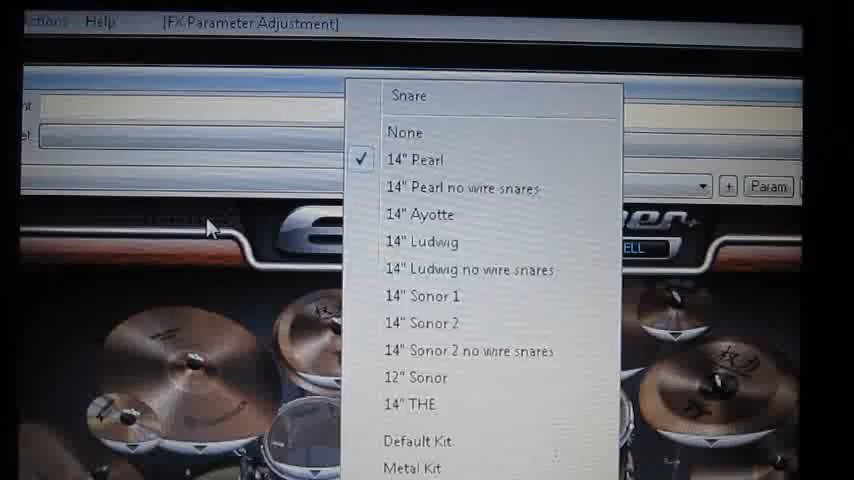 Help [FX Parameter Adjustment]
Snare
None
14" Pearl
14" Pearl no wire snares
+ Param
14" Ayotte
14" Ludwig
ELL
14" Ludwig no wire snares
14" Sonor 1
14" Sonor 2
14" Sonor 2 no wire snares
12" Sonor
14" THE
Default Kit
Metal Kit